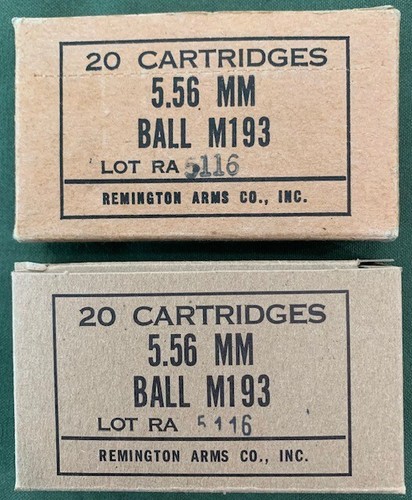 20 CARTRIDGES
5.56 MM
BALL M193
LOT RA 5116
REMINGTON ARMS CO., INC.
20 CARTRIDGES
5.56 MM
BALL M193
LOT RA 5116
REMINGTON ARMS CO., INC.